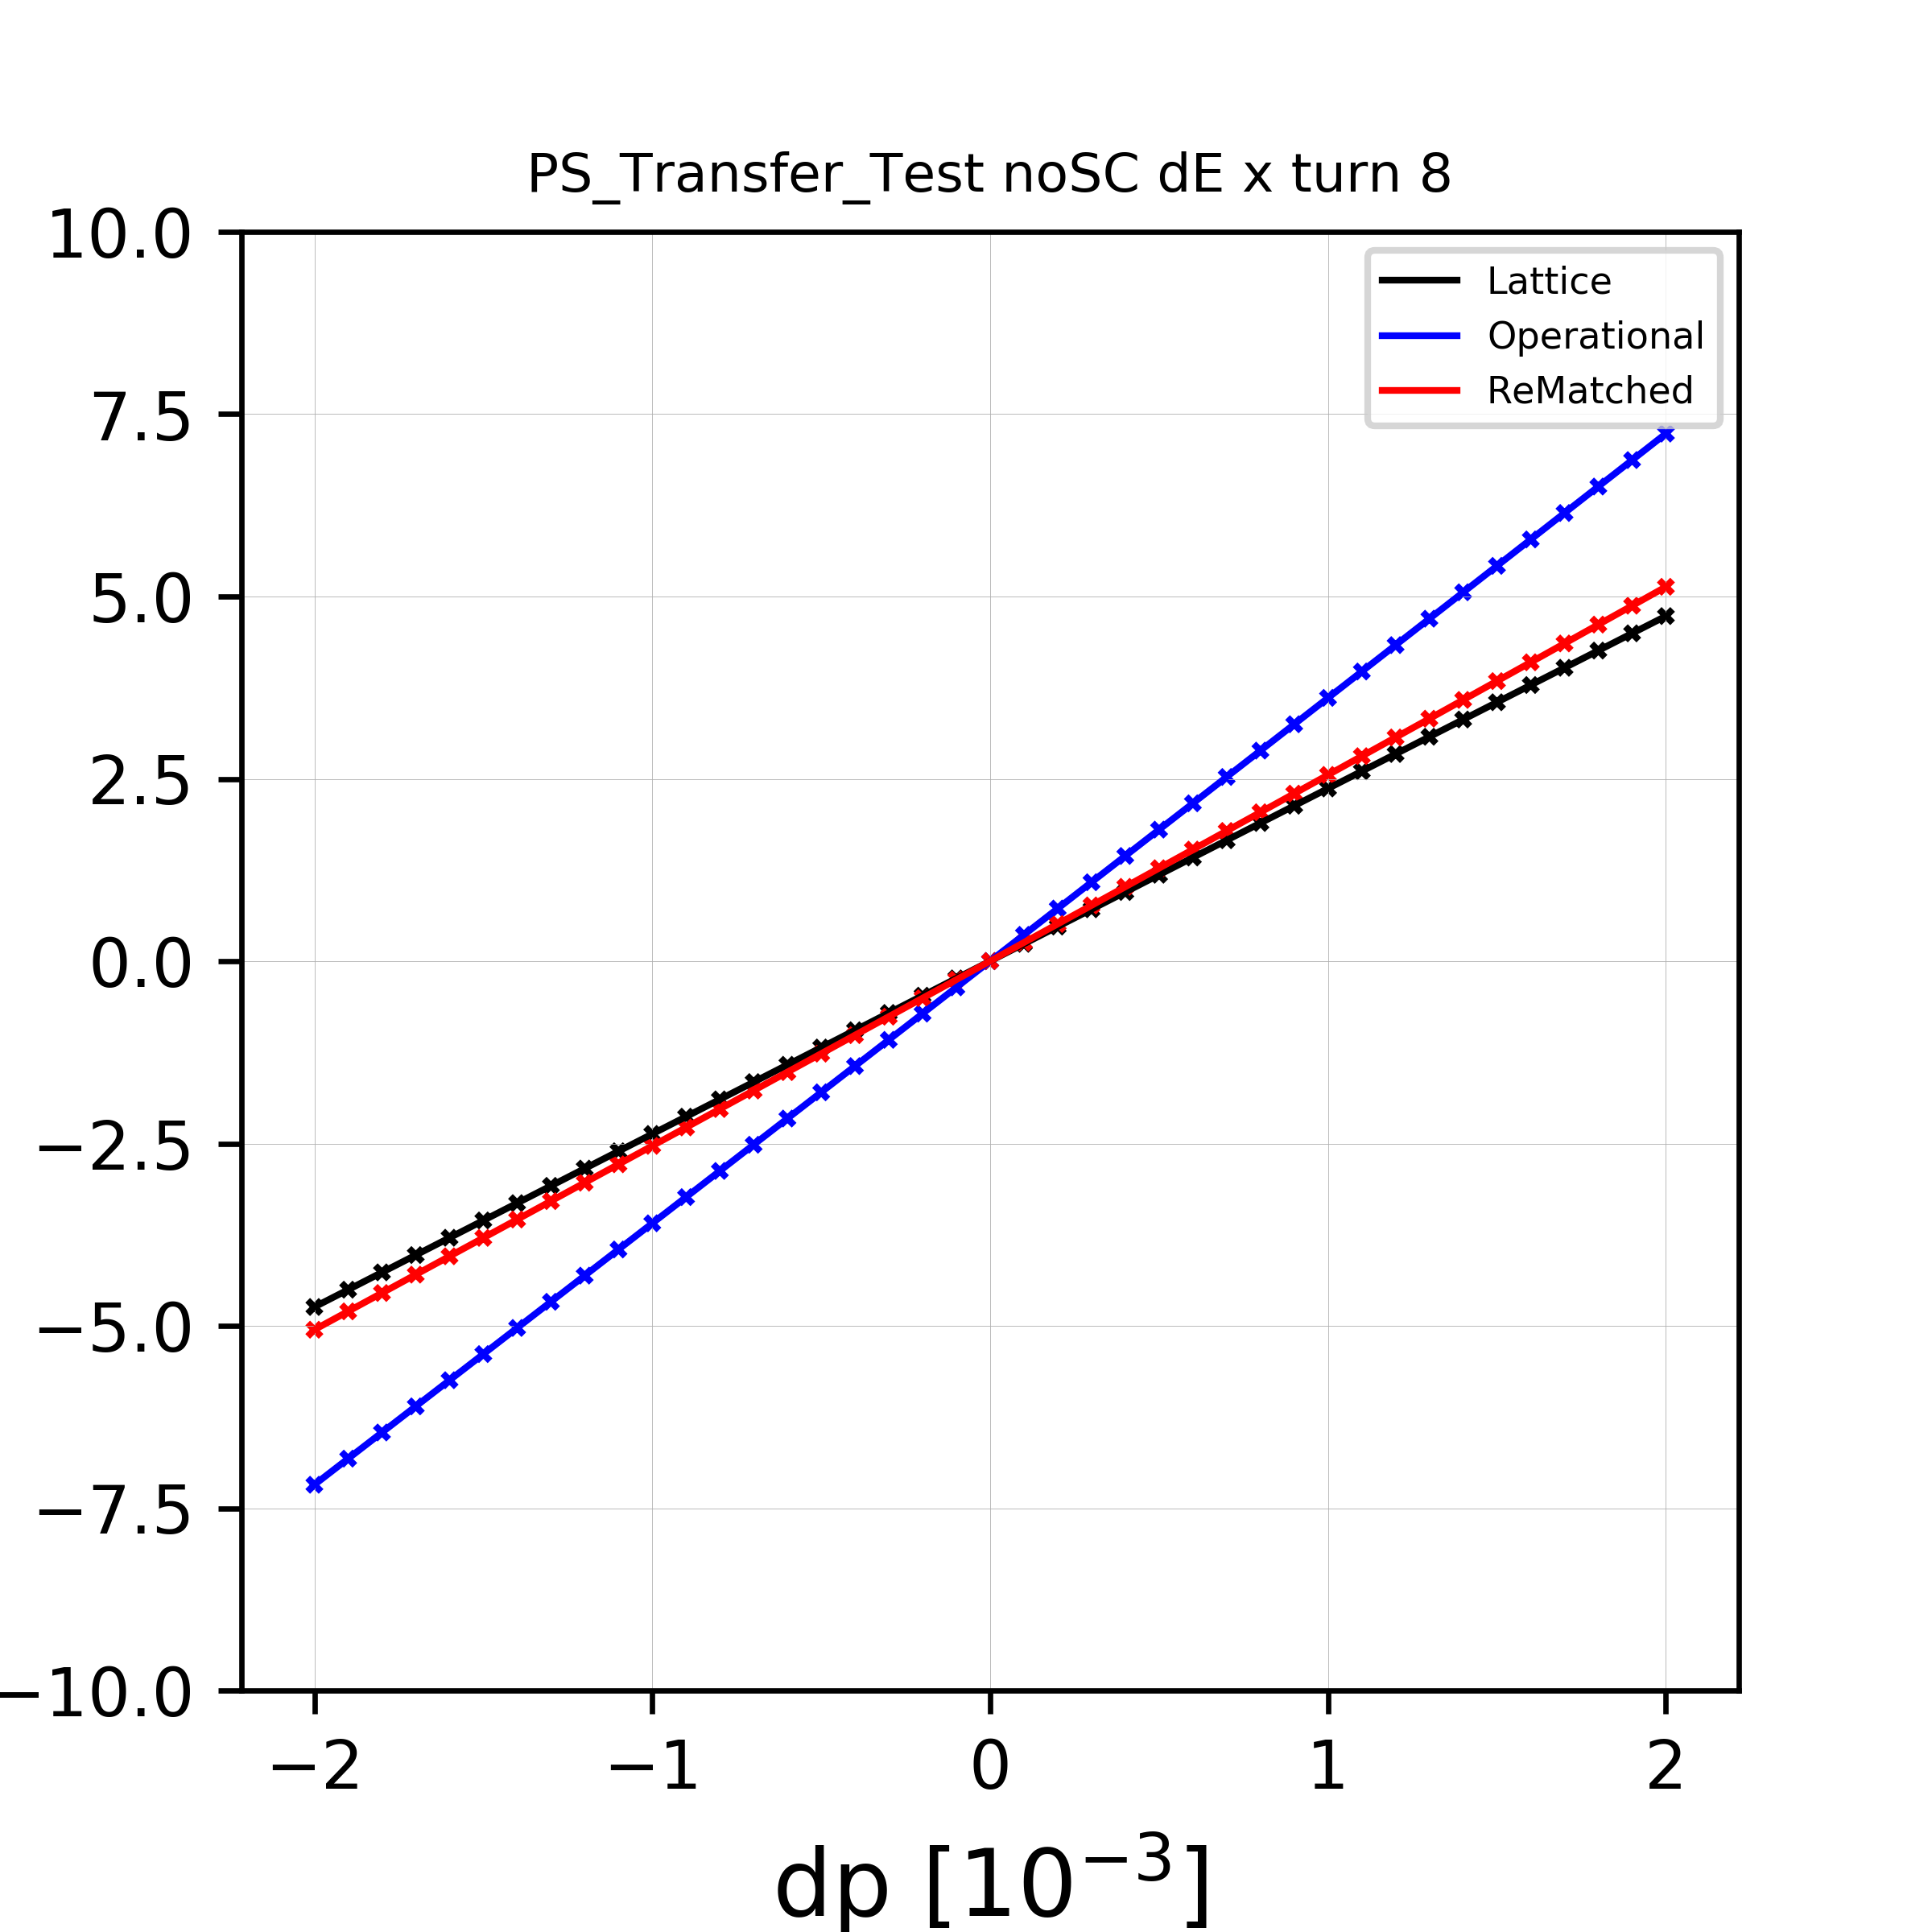 PS_Transfer_Test noSC dE x turn 8
10.0
7.5
5.0
2.5
0.0
−2.5
−5.0
−7.5
−10.0
Lattice
Operational
ReMatched
−2
−1
0
1
2
dp [10⁻³]